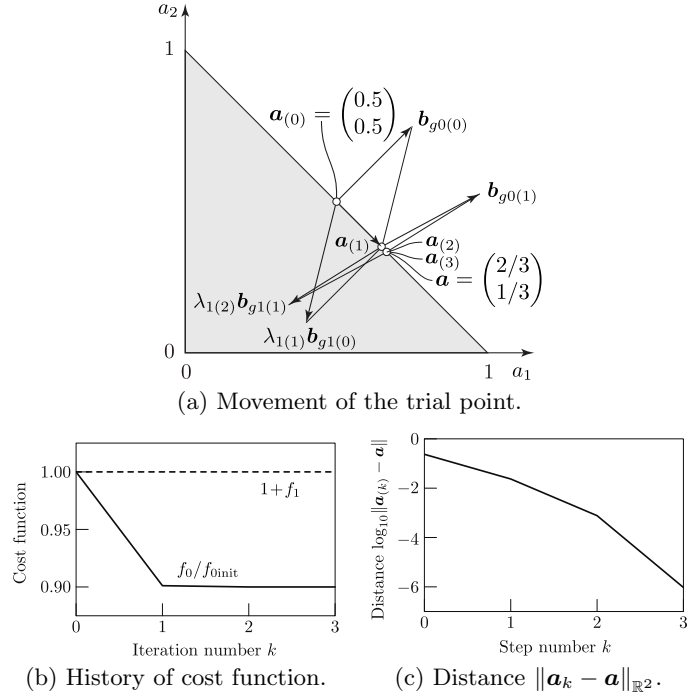 a₂
1
𝒂₍₀₎ = (0.5 0.5)
𝒃g0(0)
𝒃g0(1)
𝒂₍₁₎
𝒂₍₂₎
𝒂₍₃₎
𝒂 = (2/3 1/3)
λ1(2)𝒃g1(1)
λ1(1)𝒃g1(0)
0
0 1 a₁
(a) Movement of the trial point.
Cost function
1.00
0.95
0.90
1+f₁
f₀/f₀init
0 1 2 3
Iteration number k
(b) History of cost function.
Distance log₁₀‖𝒂₍k₎ − 𝒂‖
0
−2
−4
−6
0 1 2 3
Step number k
(c) Distance ‖𝒂k − 𝒂‖ℝ².